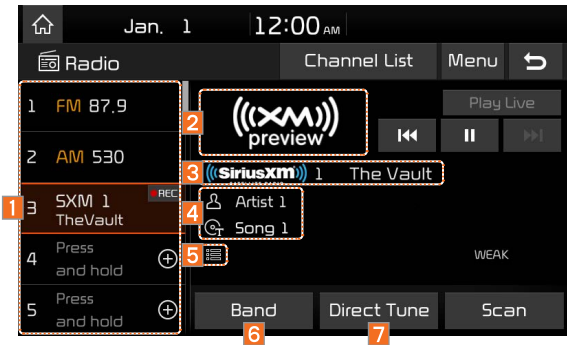 Jan. 1 12:00 AM
Radio Channel List Menu
1 FM 87.9
2 AM 530
3 SXM 1 REC
TheVault
4 Press
and hold
5 Press
and hold
1
2
((XM))
preview
Play Live
3
((SiriusXM)) 1 The Vault
4
Artist 1
Song 1
5
WEAK
Band Direct Tune Scan
6 7